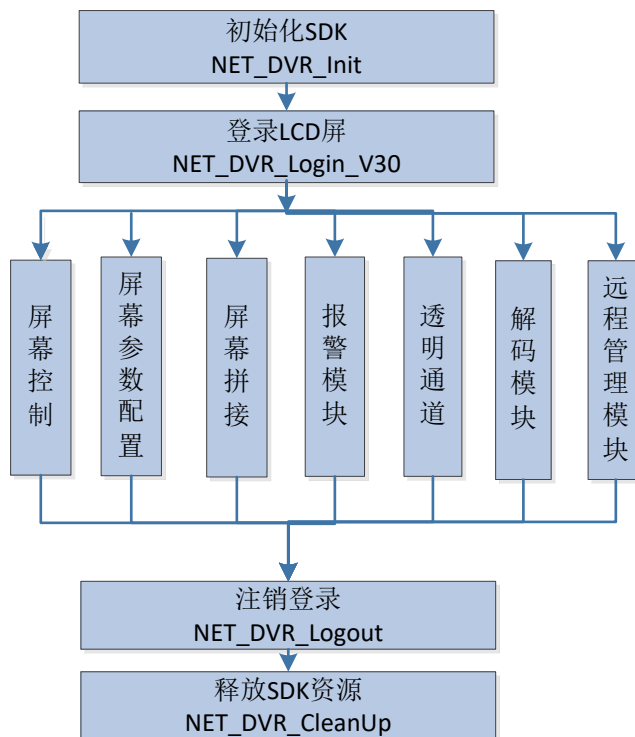 初始化SDK
NET_DVR_Init
登录LCD屏
NET_DVR_Login_V30
屏幕控制
屏幕参数配置
屏幕拼接
报警模块
透明通道
解码模块
远程管理模块
注销登录
NET_DVR_Logout
释放SDK资源
NET_DVR_CleanUp